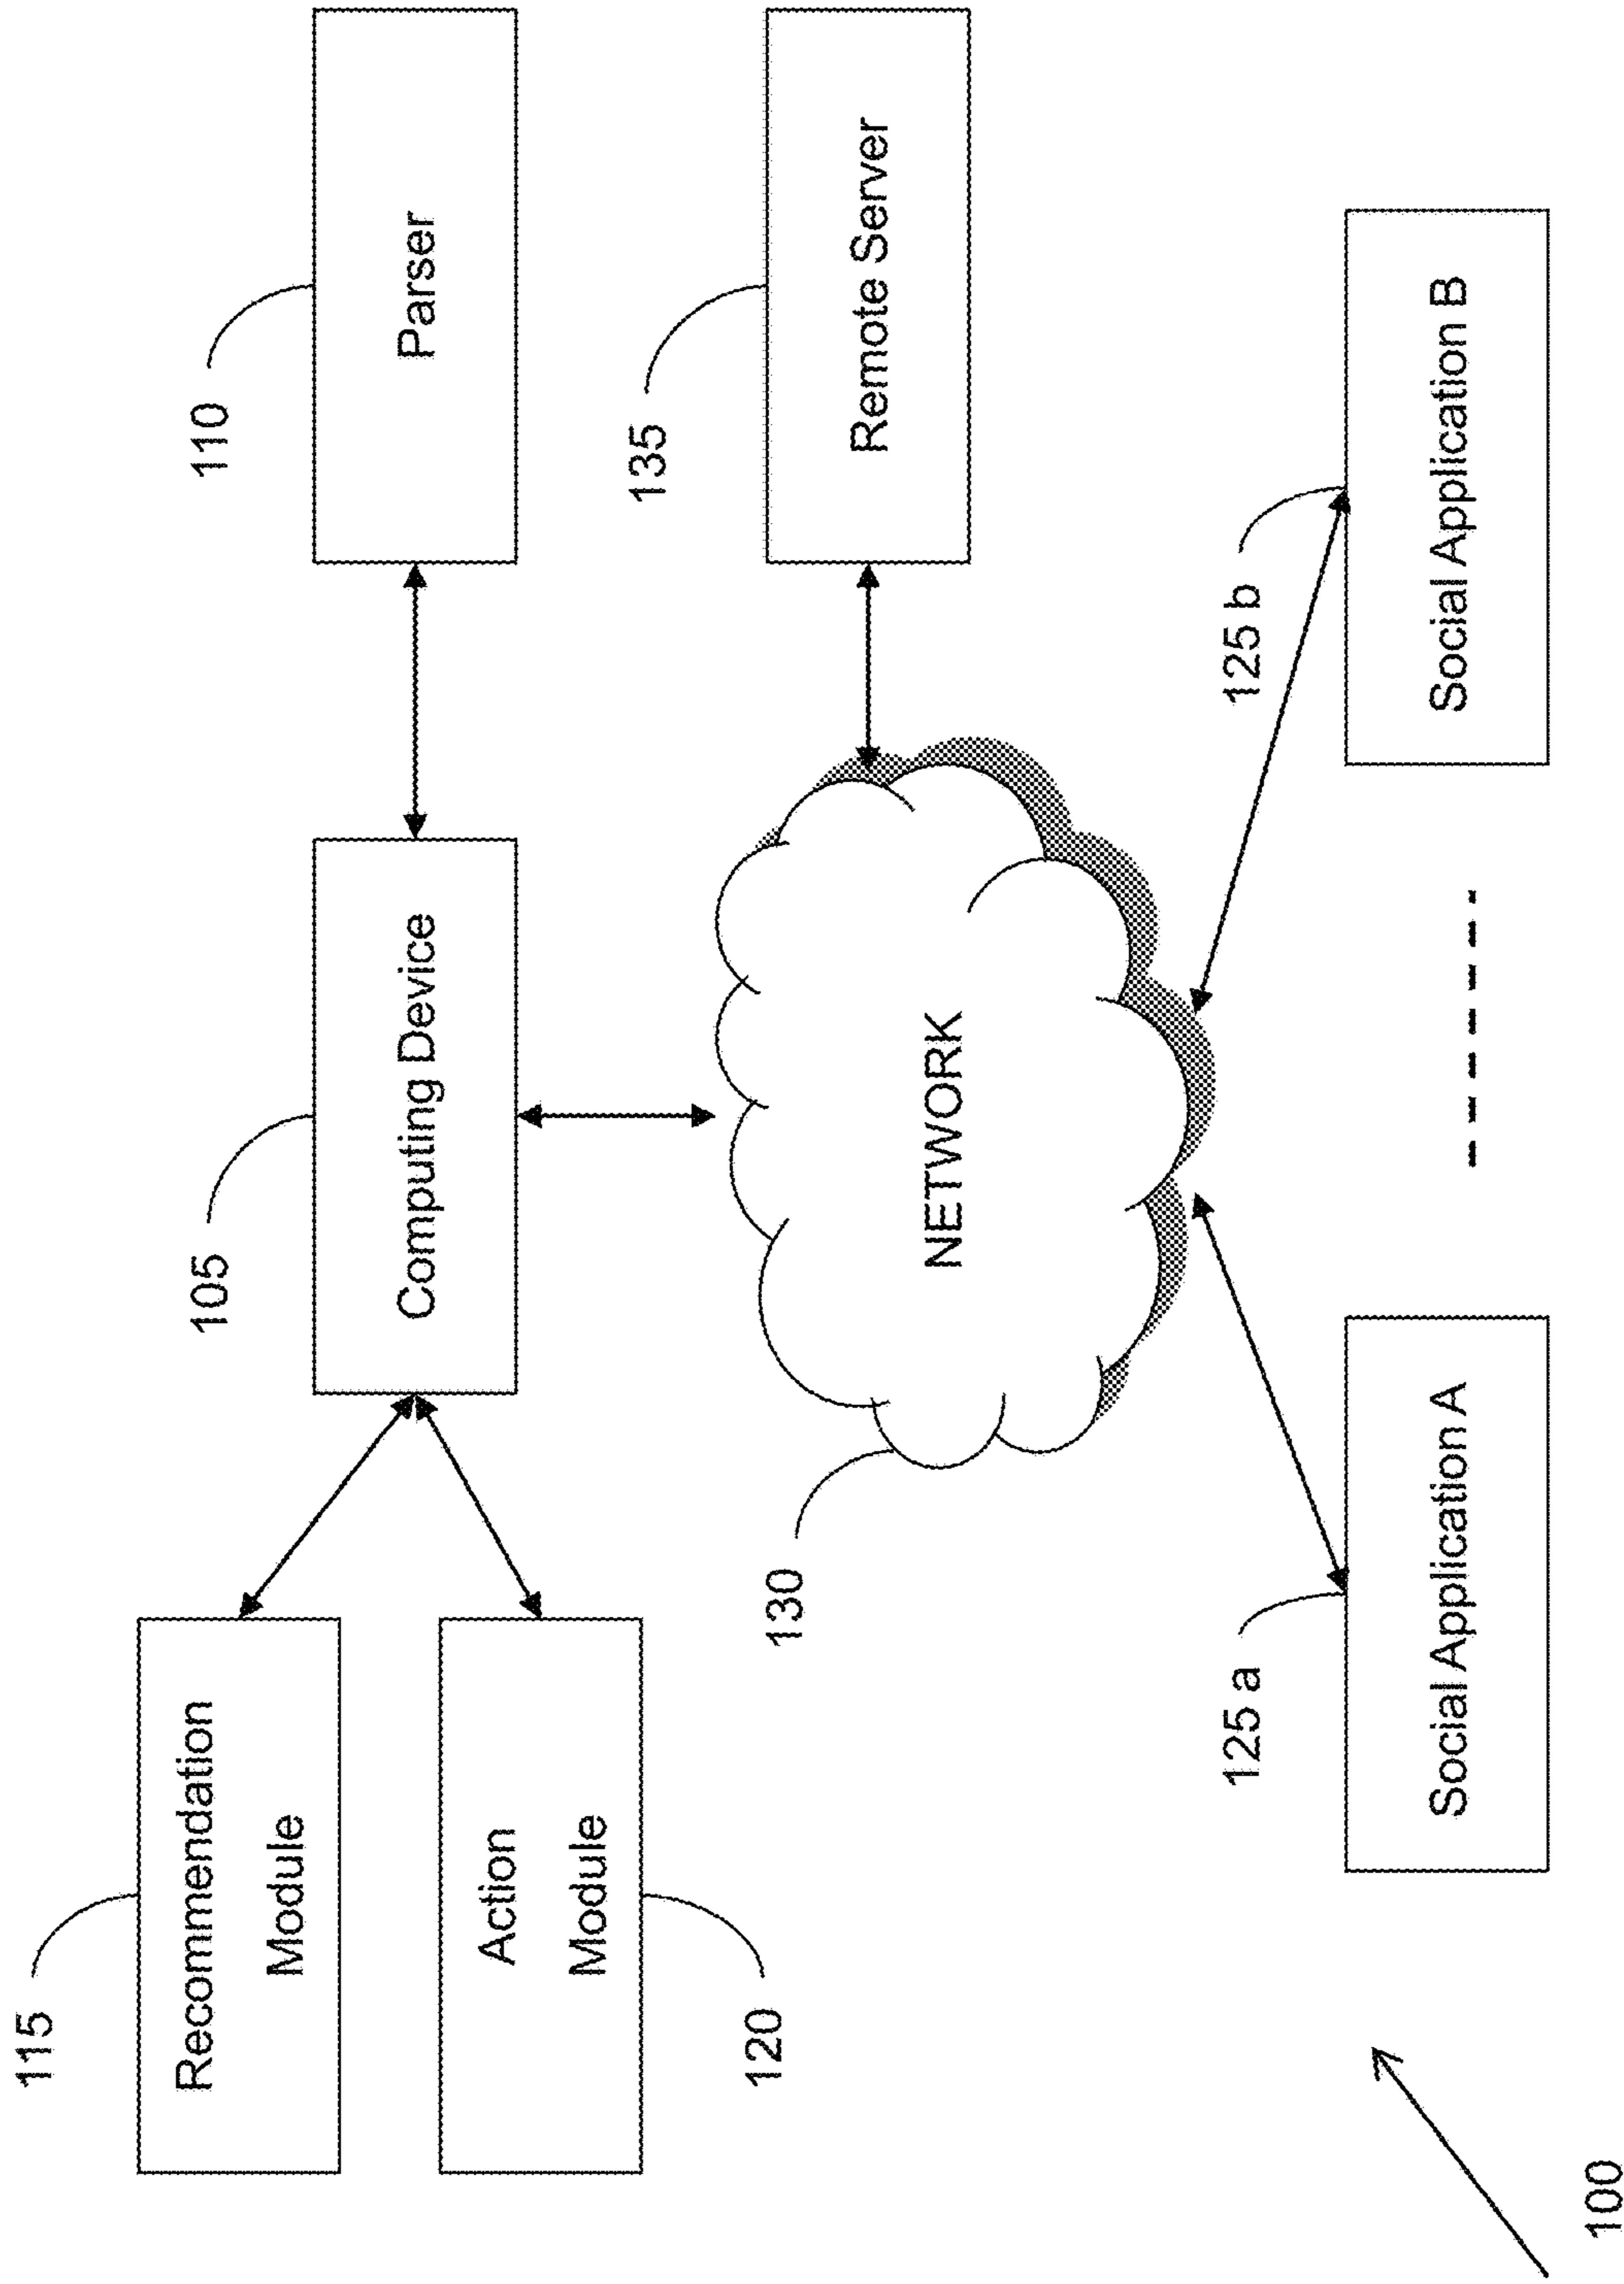 115
Recommendation
Module
105
110
Computing Device
Parser
Action
Module
135
120
130
Remote Server
NETWORK
125 a
125 b
Social Application A
Social Application B
100